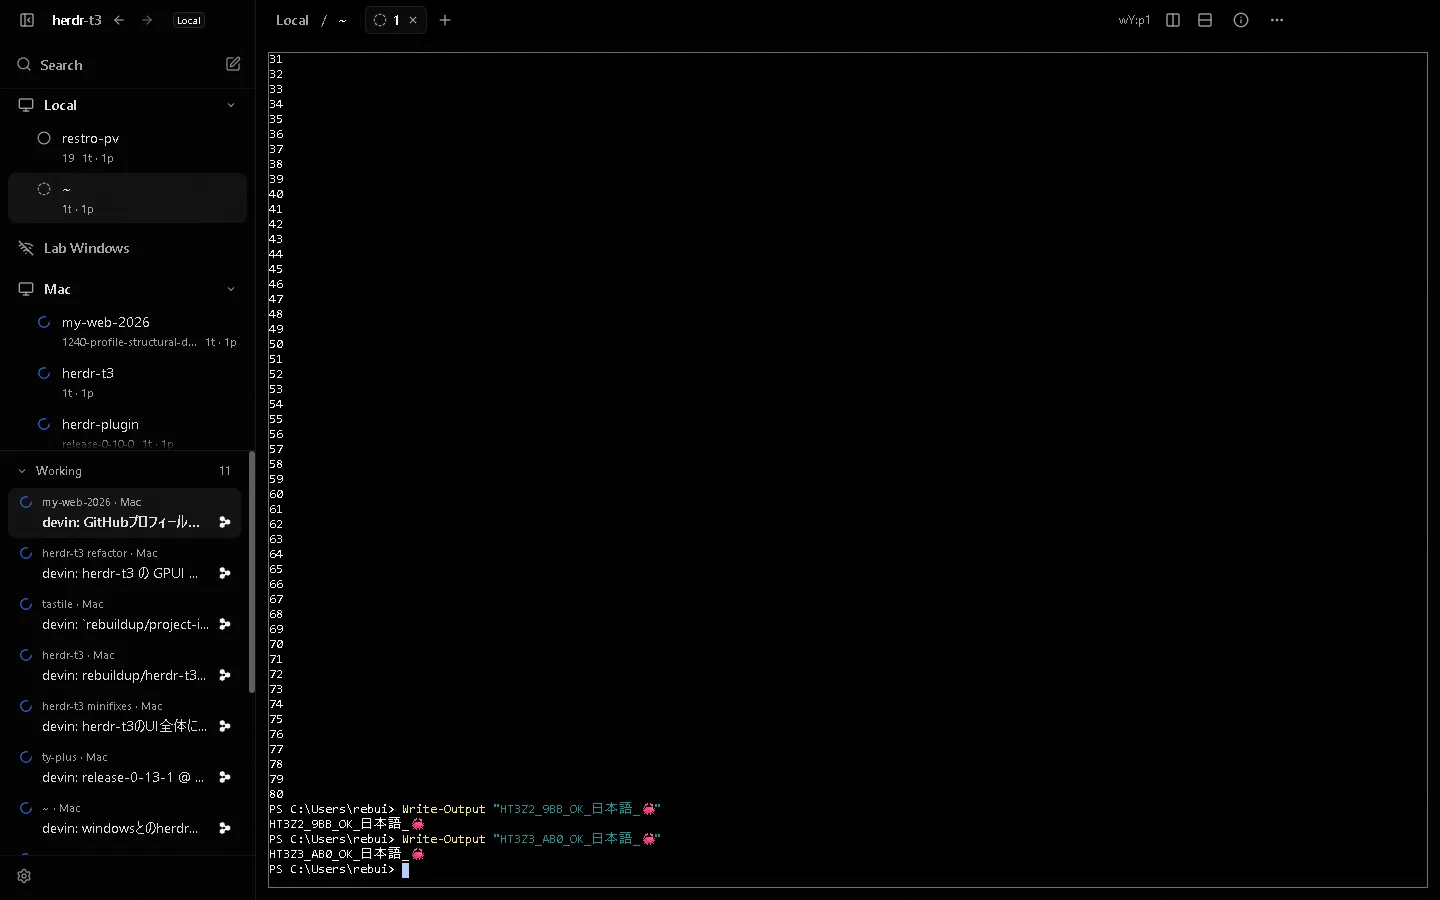 herdr-t3 Local
Search
Local
restro-pv
19 1t · 1p
~
1t · 1p
Lab Windows
Mac
my-web-2026
1240-profile-structural-d... 1t · 1p
herdr-t3
1t · 1p
herdr-plugin
release-0-10-0 1t · 1p
Working 11
my-web-2026 · Mac
devin: GitHubプロフィール...
herdr-t3 refactor · Mac
devin: herdr-t3 の GPUI ...
tastile · Mac
devin: `rebuildup/project-i...
herdr-t3 · Mac
devin: rebuildup/herdr-t3...
herdr-t3 minifixes · Mac
devin: herdr-t3のUI全体に...
ty-plus · Mac
devin: release-0-13-1 @ ...
~ · Mac
devin: windowsとのherdr...
Local / ~ 1 × + wY:p1
31
32
33
34
35
36
37
38
39
40
41
42
43
44
45
46
47
48
49
50
51
52
53
54
55
56
57
58
59
60
61
62
63
64
65
66
67
68
69
70
71
72
73
74
75
76
77
78
79
80
PS C:\Users\rebui> Write-Output "HT3Z2_9BB_OK_日本語_🦀"
HT3Z2_9BB_OK_日本語_🦀
PS C:\Users\rebui> Write-Output "HT3Z3_AB0_OK_日本語_🦀"
HT3Z3_AB0_OK_日本語_🦀
PS C:\Users\rebui>